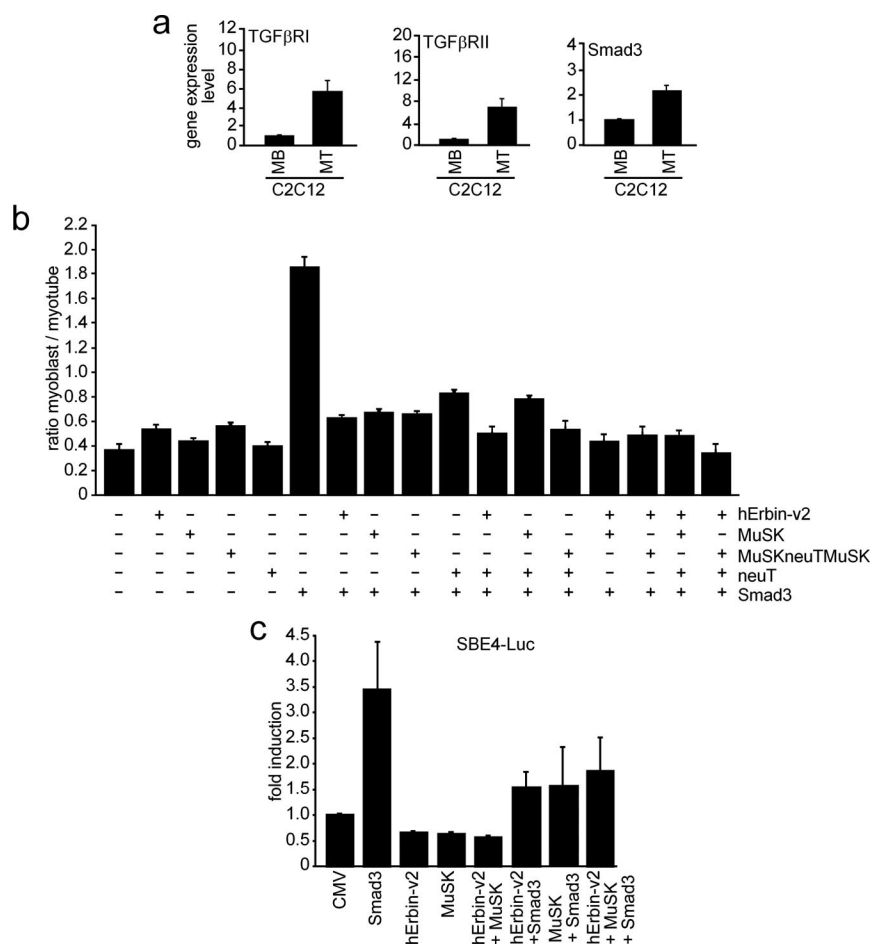 a
TGFβRI
TGFβRII
Smad3
gene expression
level
12
10
8
6
4
2
0
20
16
12
8
4
0
4
3
2
1
0
MB
MT
MB
MT
MB
MT
C2C12
C2C12
C2C12
b
ratio myoblast / myotube
2.2
2.0
1.8
1.6
1.4
1.2
1.0
0.8
0.6
0.4
0.2
0
– + – – – – + – – – + – – + + + + hErbin-v2
– – + – – – – + – – – + – + – + – MuSK
– – – + – – – – + – – – + – + – + MuSKneuTMuSK
– – – – + – – – – + + + + – – + + neuT
– – – – – + + + + + + + + + + + + Smad3
c
SBE4-Luc
fold induction
4.5
4.0
3.5
3.0
2.5
2.0
1.5
1.0
0.5
0
CMV
Smad3
hErbin-v2
MuSK
hErbin-v2
+ MuSK
hErbin-v2
+Smad3
MuSK
+ Smad3
hErbin-v2
+ MuSK
+ Smad3